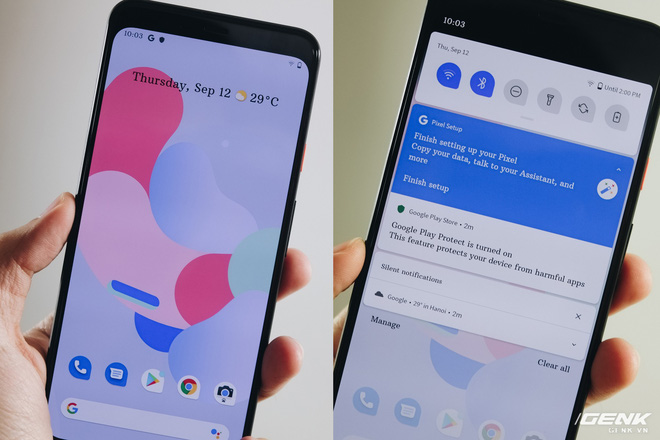 10:03
Thursday, Sep 12 29°C
10:03
Thu, Sep 12
Until 2:00 PM
Pixel Setup
Finish setting up your Pixel
Copy your data, talk to your Assistant, and
more
Finish setup
Google Play Store • 2m
Google Play Protect is turned on
This feature protects your device from harmful apps
Silent notifications
Google • 29° in Hanoi • 2m
Manage
Clear all
GENK
GENK.VN